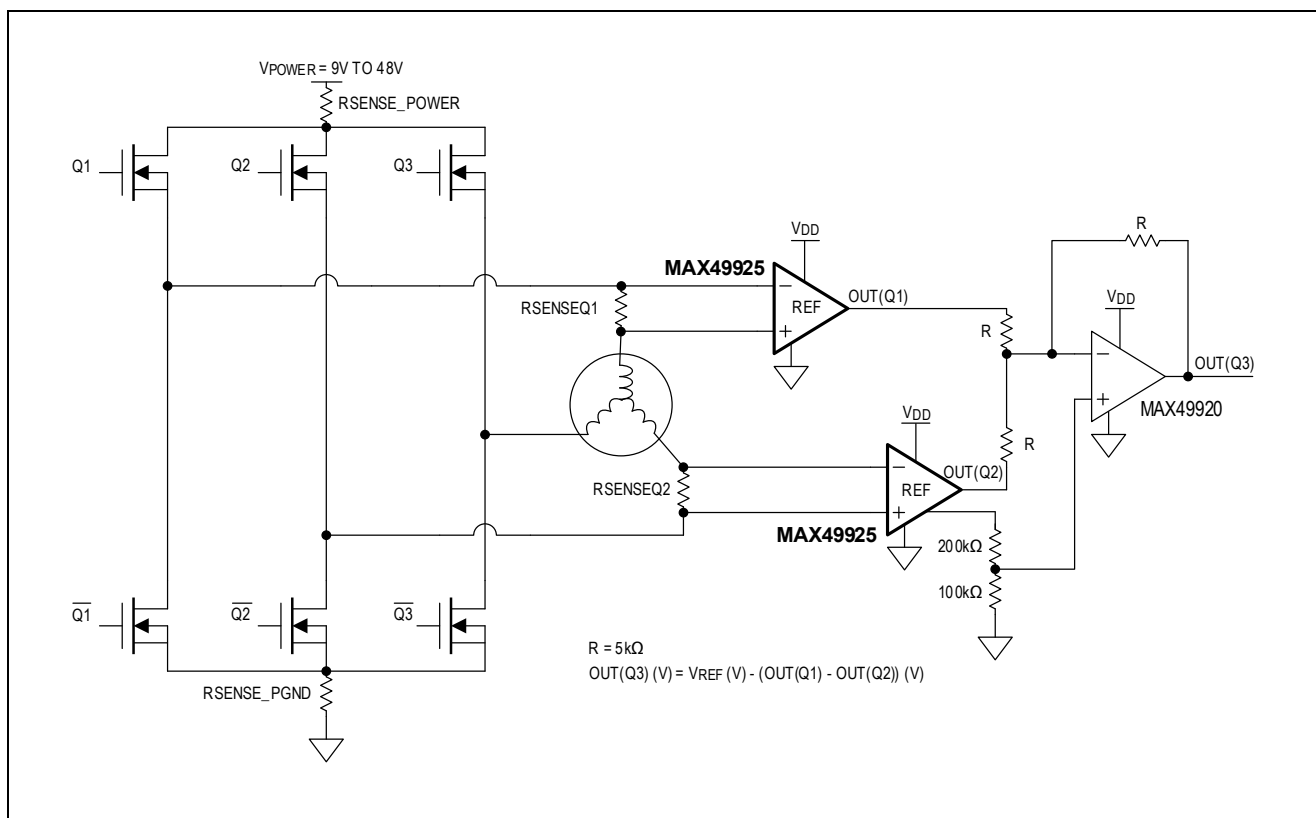 VPOWER = 9V TO 48V
RSENSE_POWER
Q1
Q2
Q3
VDD
MAX49925
R
RSENSEQ1
−
REF
+
OUT(Q1)
R
VDD
−
+
OUT(Q3)
MAX49920
VDD
R
RSENSEQ2
−
REF
+
OUT(Q2)
MAX49925
200kΩ
100kΩ
Q1
Q2
Q3
R = 5kΩ
OUT(Q3) (V) = VREF (V) - (OUT(Q1) - OUT(Q2)) (V)
RSENSE_PGND